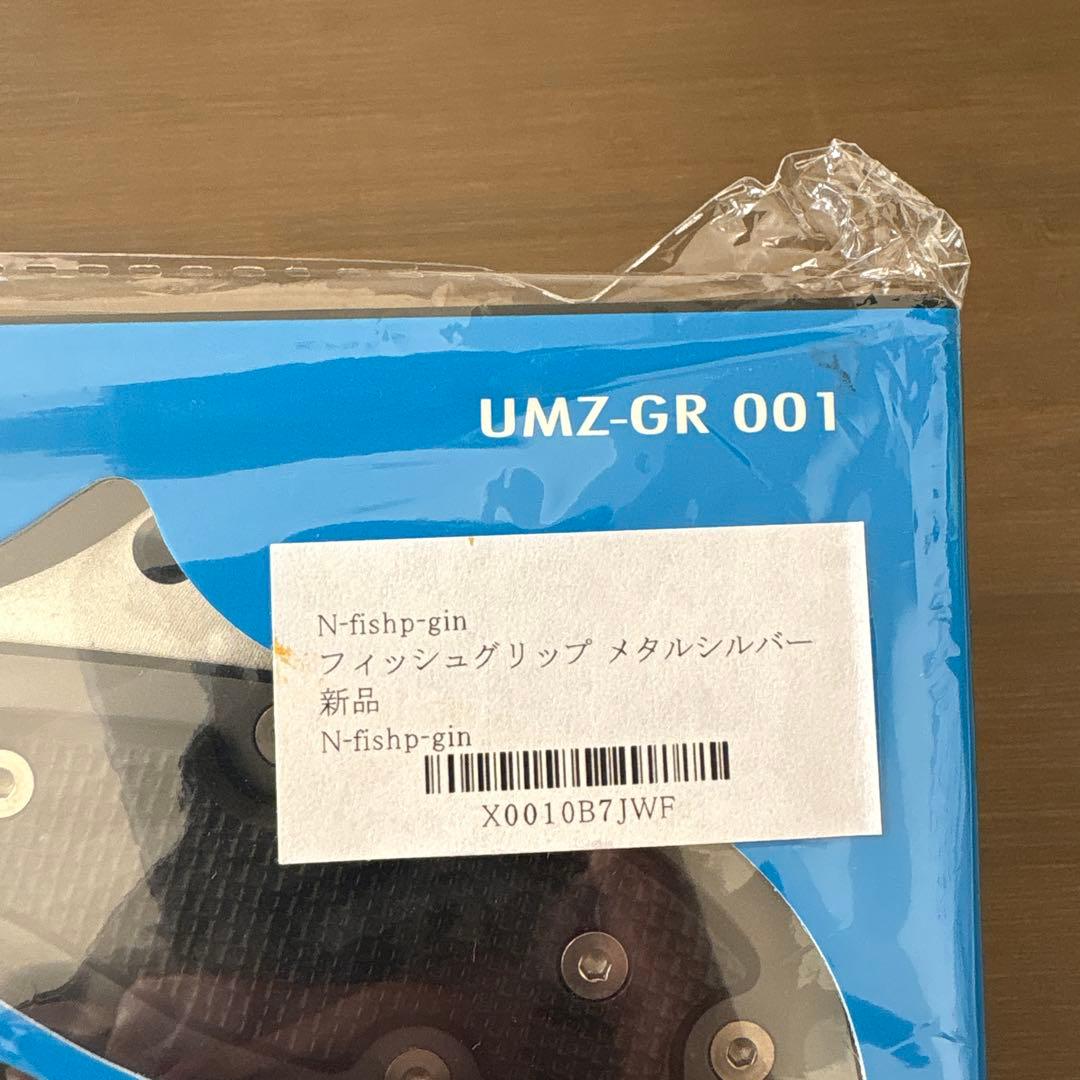 UMZ-GR 001
N-fishp-gin
フィッシュグリップ メタルシルバー
新品
N-fishp-gin
X0010B7JWF